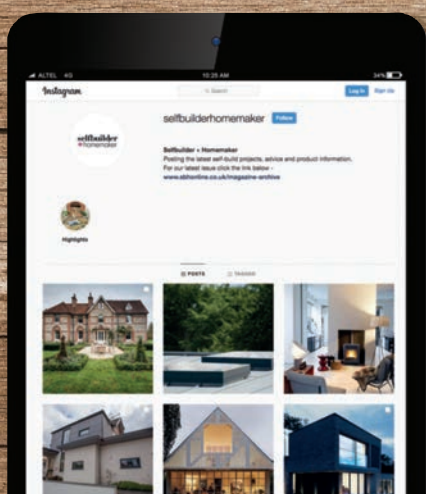 ALTEL 4G 10:25 AM 34%
Instagram
Search
Log In Sign Up
selfbuilderhomemaker Follow
selfbuilder
+homemaker
Selfbuilder + Homemaker
Posting the latest self-build projects, advice and product information.
For our latest issue click the link below -
www.sbhonline.co.uk/magazine-archive
Highlights
POSTS TAGGED